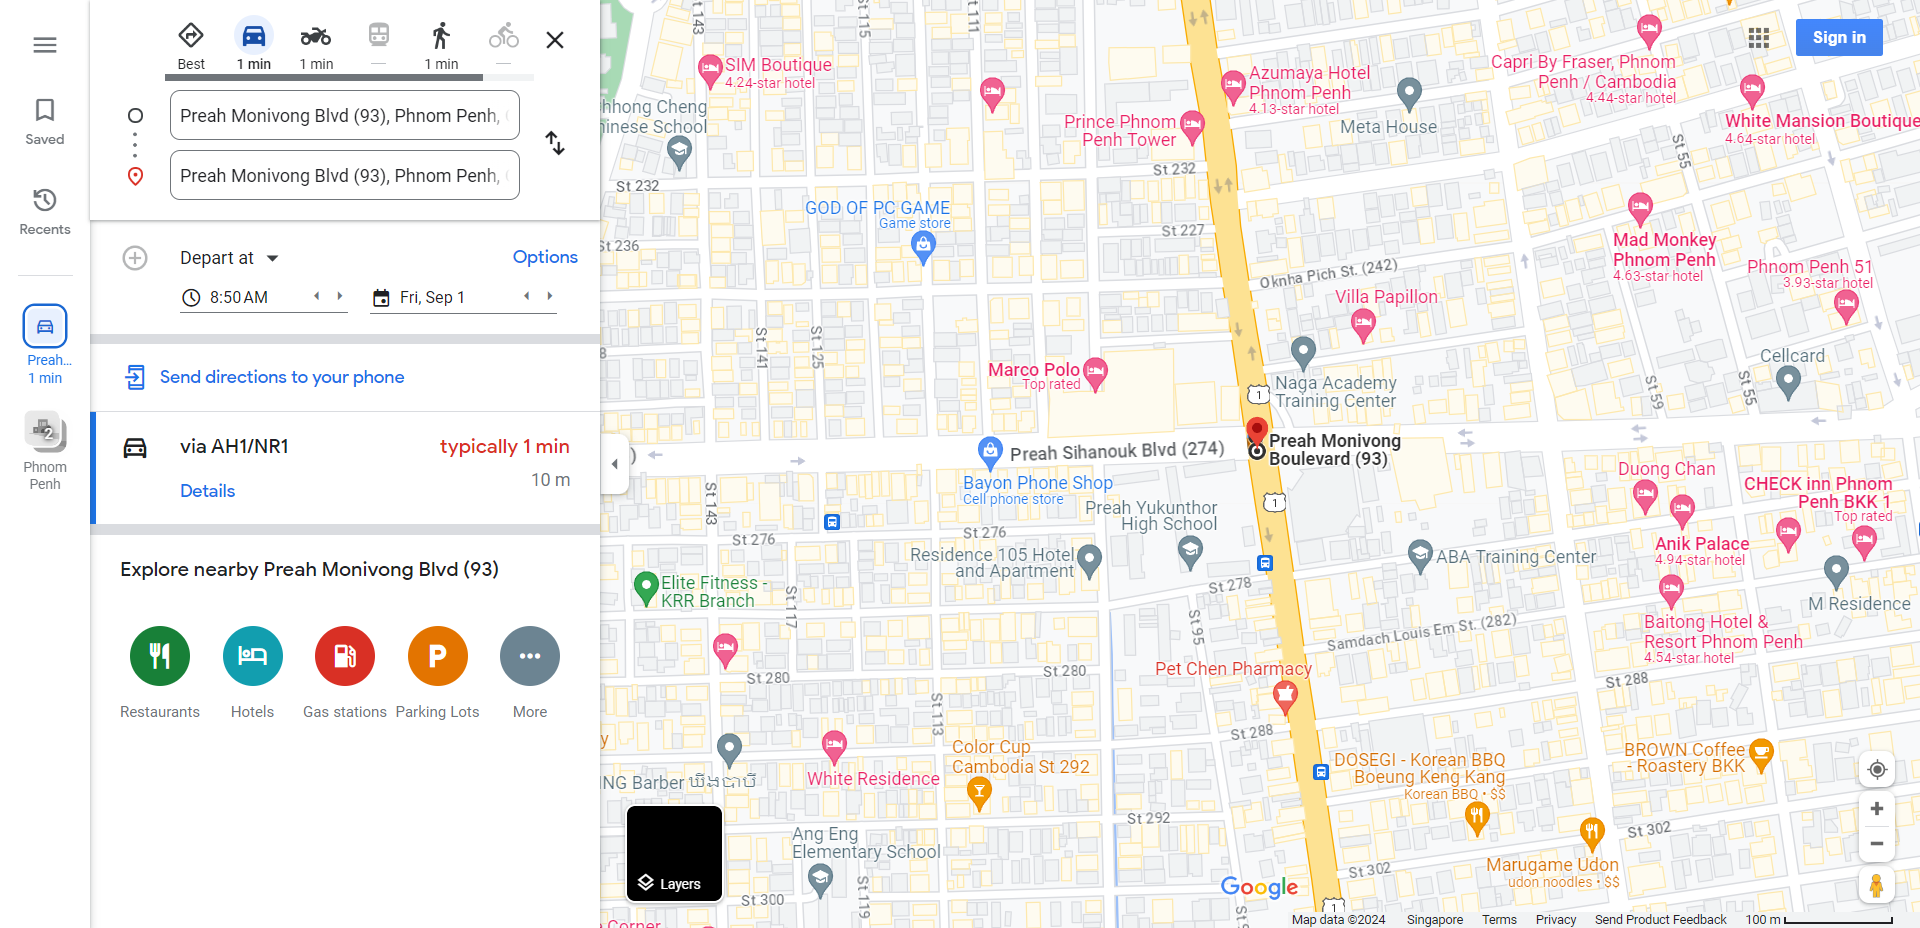 Saved
Recents
Preah...
1 min
2
Phnom
Penh
Best
1 min
1 min
—
1 min
—
Preah Monivong Blvd (93), Phnom Penh,
Preah Monivong Blvd (93), Phnom Penh,
Depart at
Options
8:50 AM
Fri, Sep 1
Send directions to your phone
via AH1/NR1
typically 1 min
10 m
Details
Explore nearby Preah Monivong Blvd (93)
Restaurants
Hotels
Gas stations
Parking Lots
More
Sign in
St 143
St 115
St 111
SIM Boutique
4.24-star hotel
hhong Cheng
inese School
Azumaya Hotel
Phnom Penh
4.13-star hotel
Meta House
Capri By Fraser, Phnom
Penh / Cambodia
4.44-star hotel
White Mansion Boutique
4.64-star hotel
Prince Phnom
Penh Tower
St 232
St 232
St 55
GOD OF PC GAME
Game store
St 236
St 227
Oknha Pich St. (242)
Mad Monkey
Phnom Penh
4.63-star hotel
Phnom Penh 51
3.93-star hotel
Villa Papillon
St 141
St 125
Marco Polo
Top rated
1
Naga Academy
Training Center
St 59
St 55
Cellcard
Preah Monivong
Boulevard (93)
Preah Sihanouk Blvd (274)
Bayon Phone Shop
Cell phone store
Duong Chan
CHECK inn Phnom
Penh BKK 1
Top rated
St 143
1
Preah Yukunthor
High School
St 276
St 276
Residence 105 Hotel
and Apartment
ABA Training Center
Anik Palace
4.94-star hotel
Elite Fitness -
KRR Branch
St 117
St 278
St 95
Samdach Louis Em St. (282)
M Residence
Baitong Hotel &
Resort Phnom Penh
4.54-star hotel
St 280
St 280
Pet Chen Pharmacy
St 288
St 113
St 288
Color Cup
Cambodia St 292
White Residence
NG Barber
DOSEGI - Korean BBQ
Boeung Keng Kang
Korean BBQ • $$
BROWN Coffee
- Roastery BKK
St 292
St 302
Ang Eng
Elementary School
Marugame Udon
udon noodles • $$
St 302
Layers
St 300
St 119
Google
1
e Corner
Map data ©2024
Singapore
Terms
Privacy
Send Product Feedback
100 m